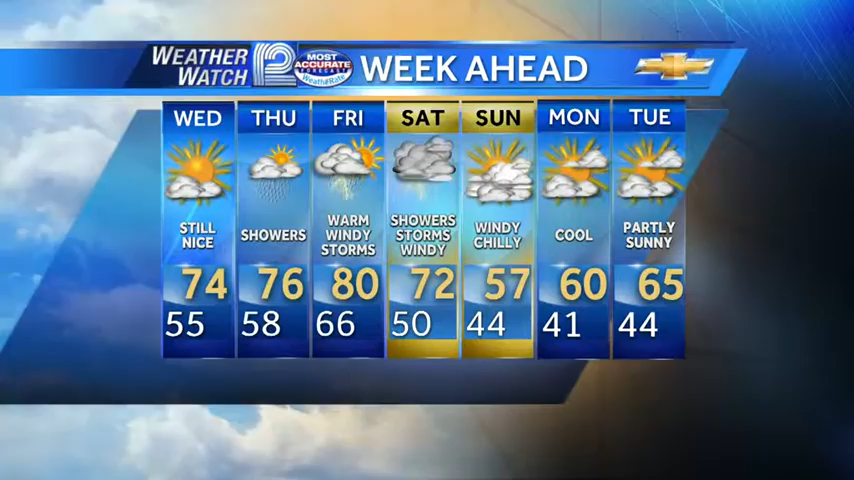 WEATHER WATCH 12 MOST ACCURATE FORECAST WeatheRate WEEK AHEAD
WED THU FRI SAT SUN MON TUE
STILL NICE
SHOWERS
WARM WINDY STORMS
SHOWERS STORMS WINDY
WINDY CHILLY
COOL
PARTLY SUNNY
74 76 80 72 57 60 65
55 58 66 50 44 41 44